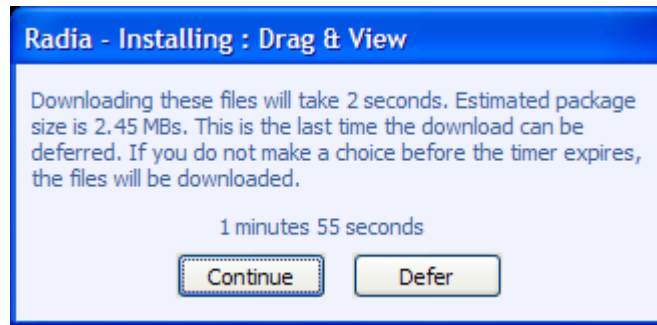 Radia - Installing : Drag & View
Downloading these files will take 2 seconds. Estimated package
size is 2.45 MBs. This is the last time the download can be
deferred. If you do not make a choice before the timer expires,
the files will be downloaded.
1 minutes 55 seconds
Continue Defer